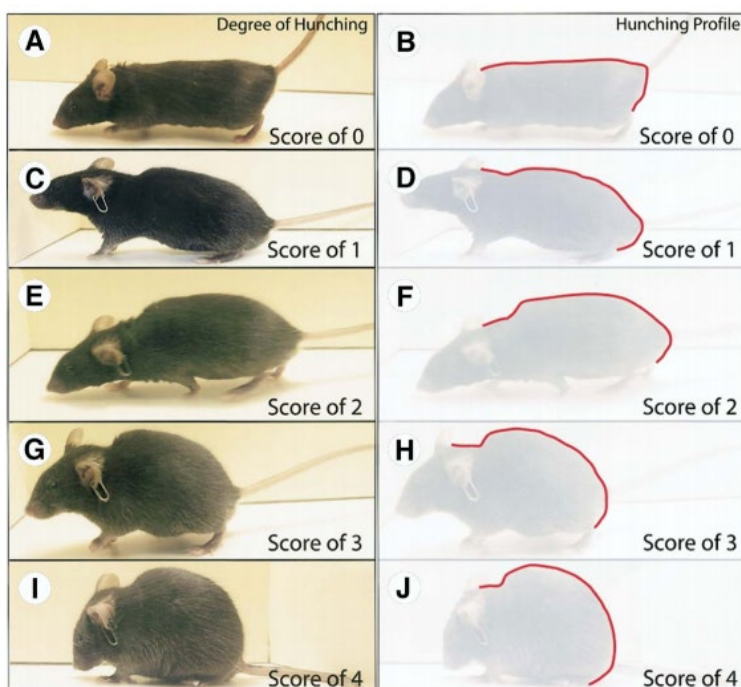 A Degree of Hunching
B Hunching Profile
Score of 0
Score of 0
C
D
Score of 1
Score of 1
E
F
Score of 2
Score of 2
G
H
Score of 3
Score of 3
I
J
Score of 4
Score of 4